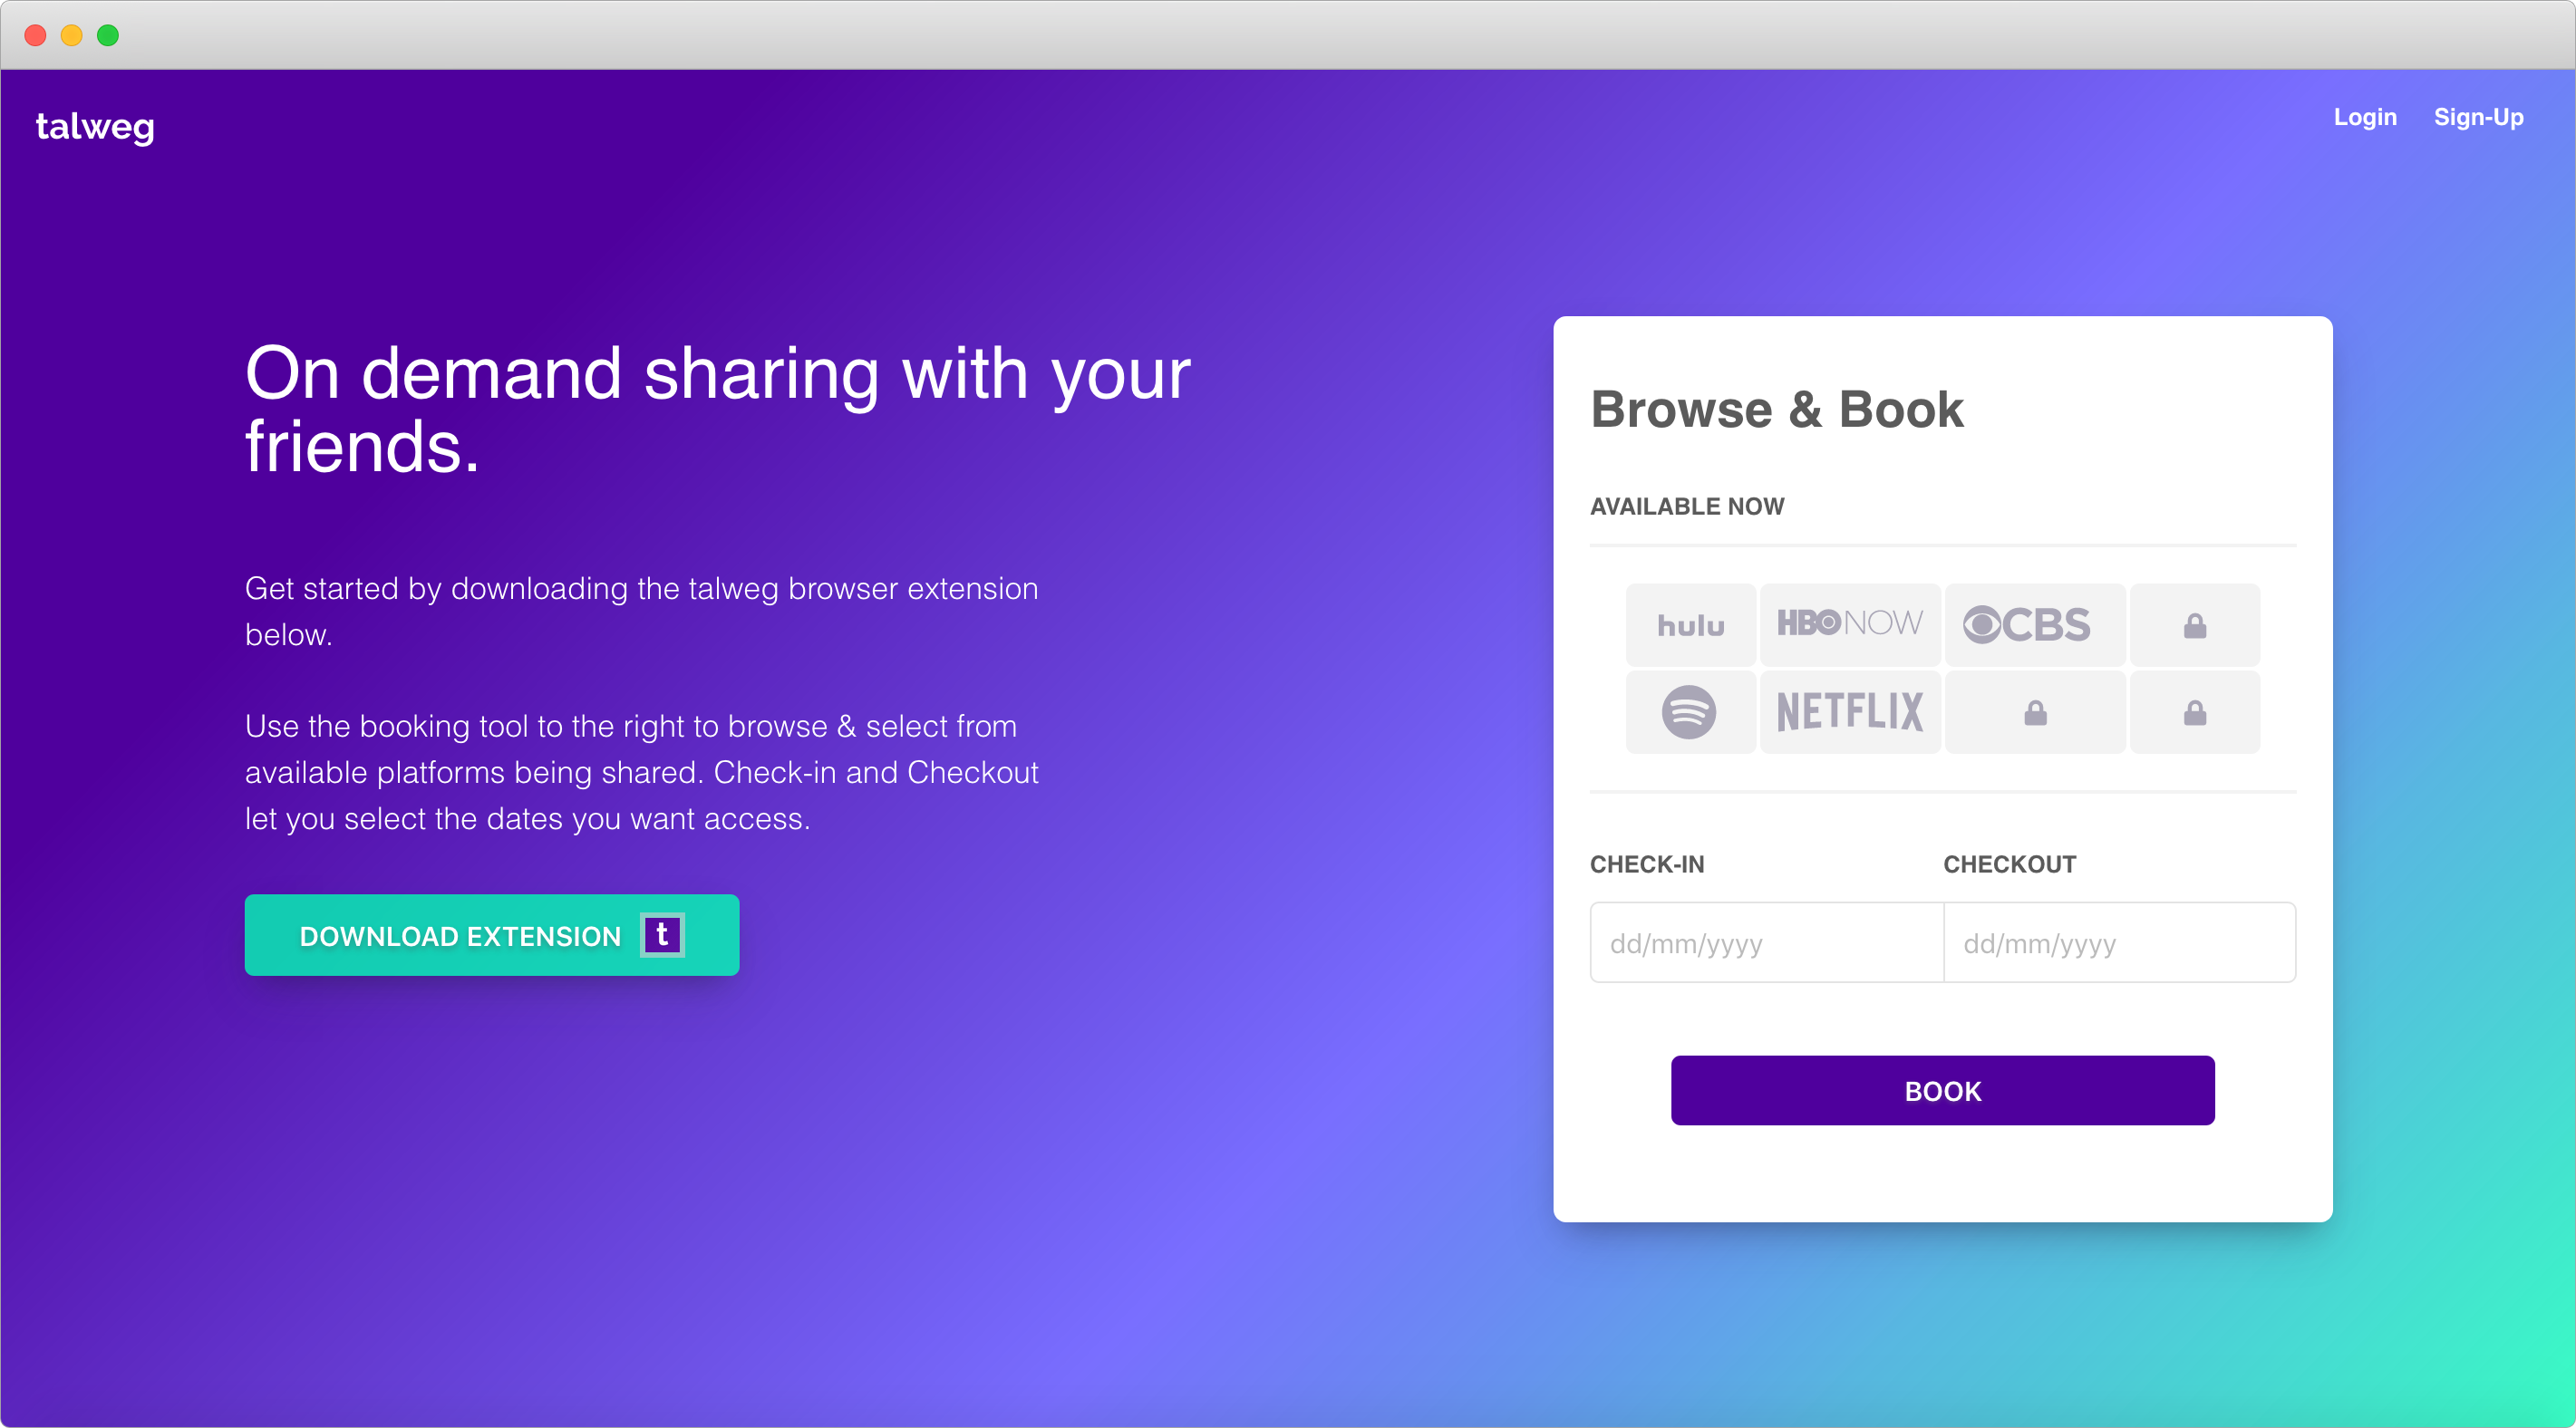 talweg
Login
Sign-Up
On demand sharing with your
friends.
Get started by downloading the talweg browser extension
below.
Use the booking tool to the right to browse & select from
available platforms being shared. Check-in and Checkout
let you select the dates you want access.
DOWNLOAD EXTENSION t
Browse & Book
AVAILABLE NOW
hulu
HBO NOW
CBS
NETFLIX
CHECK-IN
CHECKOUT
dd/mm/yyyy
dd/mm/yyyy
BOOK